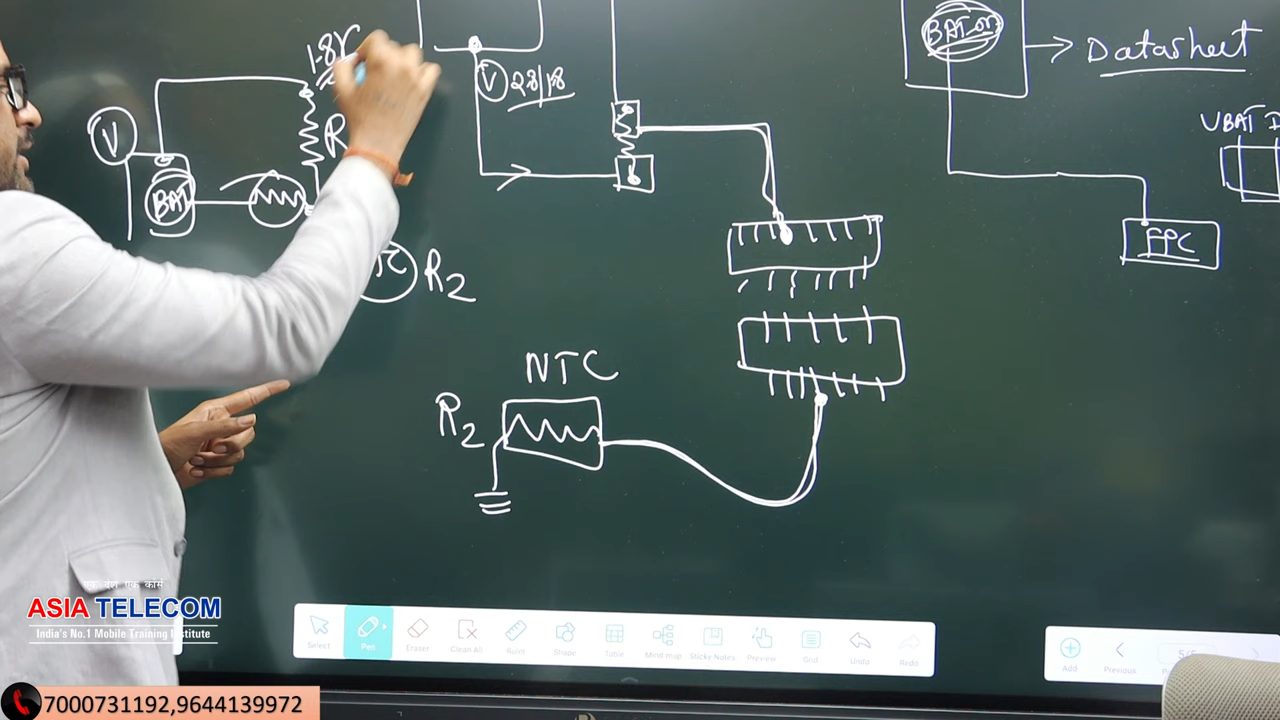 1.8V
V
2.8/1.8
BAT
R
R2
NTC
R2
BAT-
Datasheet
VBAT
FPC
ASIA TELECOM
India's No.1 Mobile Training Institute
7000731192,9644139972
Select
Pen
Eraser
Clean All
Ruler
Shape
Table
Mind map
Sticky Notes
Preview
Grid
Undo
Redo
Add
Previous